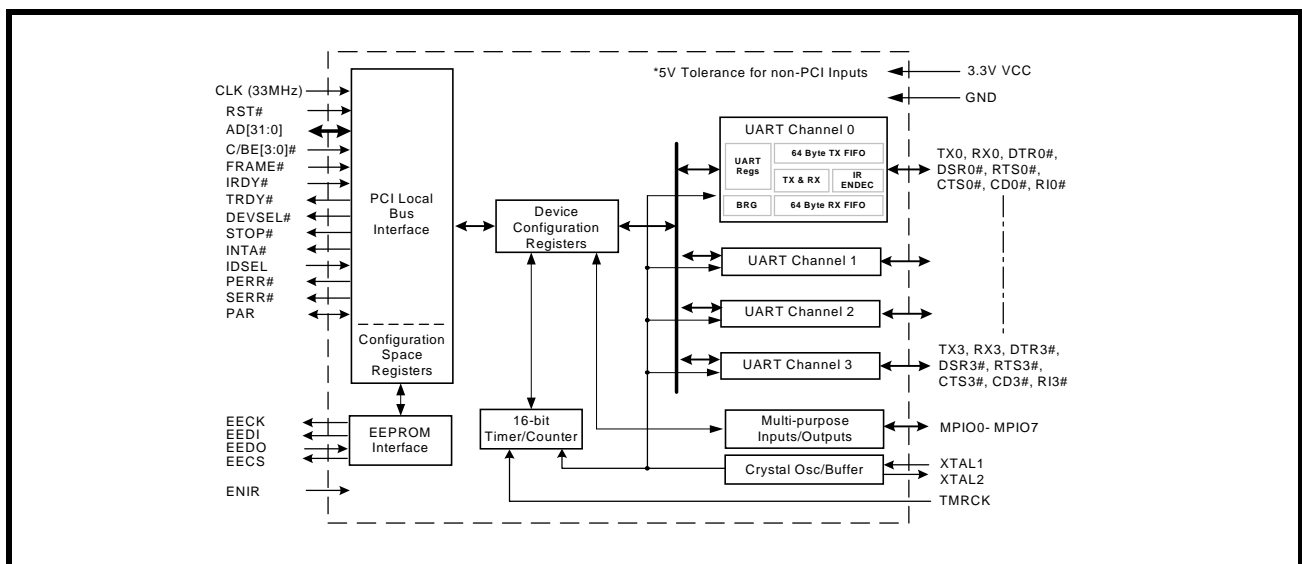 *5V Tolerance for non-PCI Inputs
3.3V VCC
GND
CLK (33MHz)
RST#
AD[31:0]
C/BE[3:0]#
FRAME#
IRDY#
TRDY#
DEVSEL#
STOP#
INTA#
IDSEL
PERR#
SERR#
PAR
PCI Local
Bus
Interface
Configuration
Space
Registers
EECK
EEDI
EEDO
EECS
ENIR
EEPROM
Interface
Device
Configuration
Registers
16-bit
Timer/Counter
UART Channel 0
UART
Regs
64 Byte TX FIFO
TX & RX
IR
ENDEC
BRG
64 Byte RX FIFO
UART Channel 1
UART Channel 2
UART Channel 3
Multi-purpose
Inputs/Outputs
Crystal Osc/Buffer
TX0, RX0, DTR0#,
DSR0#, RTS0#,
CTS0#, CD0#, RI0#
TX3, RX3, DTR3#,
DSR3#, RTS3#,
CTS3#, CD3#, RI3#
MPIO0- MPIO7
XTAL1
XTAL2
TMRCK